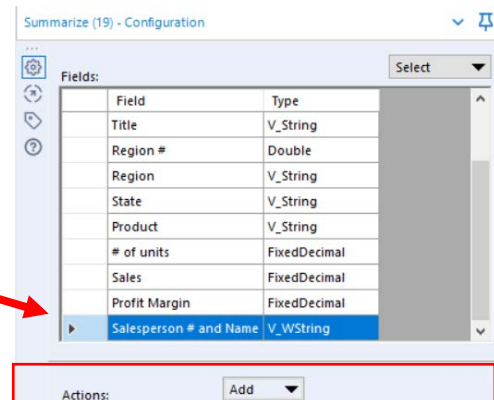 Summarize (19) - Configuration
Select
Fields:
Field Type
Title V_String
Region # Double
Region V_String
State V_String
Product V_String
# of units FixedDecimal
Sales FixedDecimal
Profit Margin FixedDecimal
Salesperson # and Name V_WString
Actions: Add